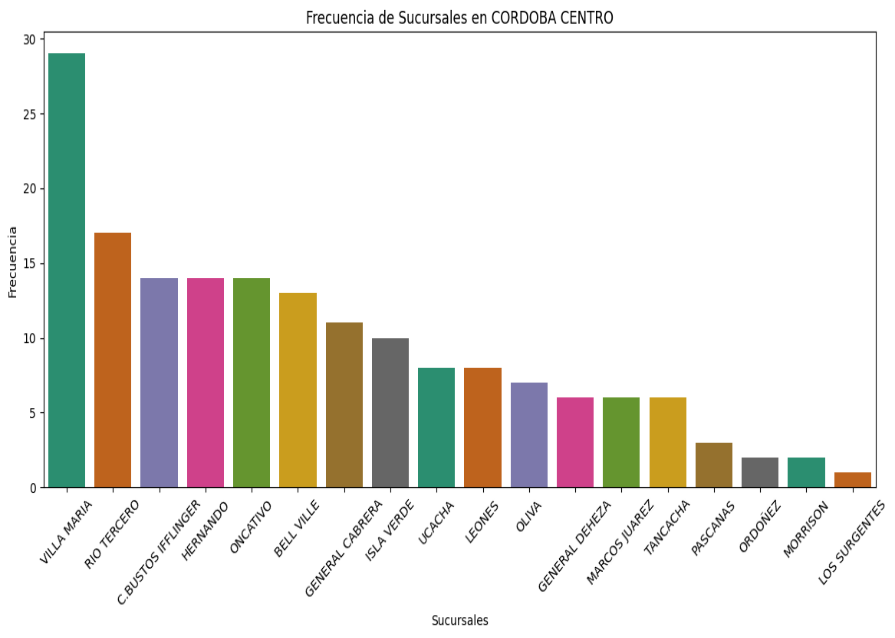 Frecuencia de Sucursales en CORDOBA CENTRO
Frecuencia
30
25
20
15
10
5
0
VILLA MARIA
RIO TERCERO
C.BUSTOS IFFLINGER
HERNANDO
ONCATIVO
BELL VILLE
GENERAL CABRERA
ISLA VERDE
UCACHA
LEONES
OLIVA
GENERAL DEHEZA
MARCOS JUAREZ
TANCACHA
PASCANAS
ORDOÑEZ
MORRISON
LOS SURGENTES
Sucursales